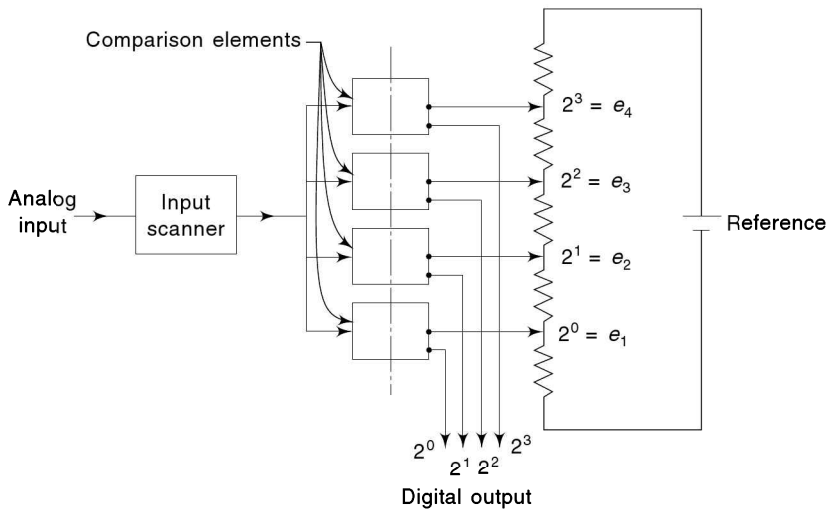 Comparison elements
2³ = e₄
Analog
input
Input
scanner
2² = e₃
Reference
2¹ = e₂
2⁰ = e₁
2⁰
2¹
2²
2³
Digital output